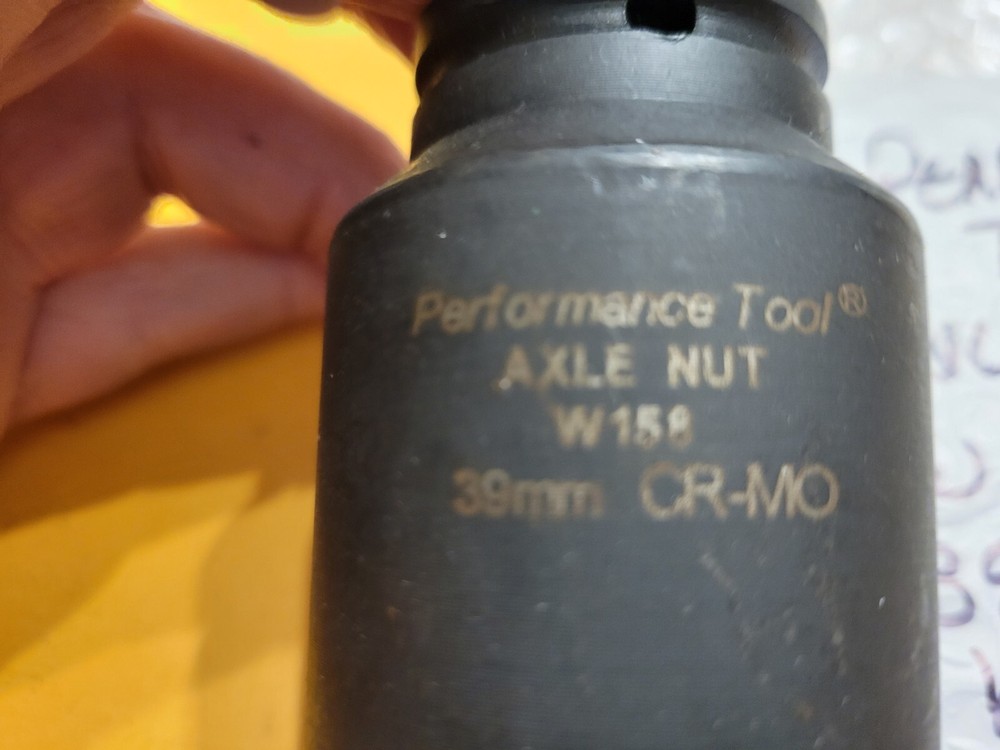 Performance Tool®
AXLE NUT
W158
39mm CR-MO